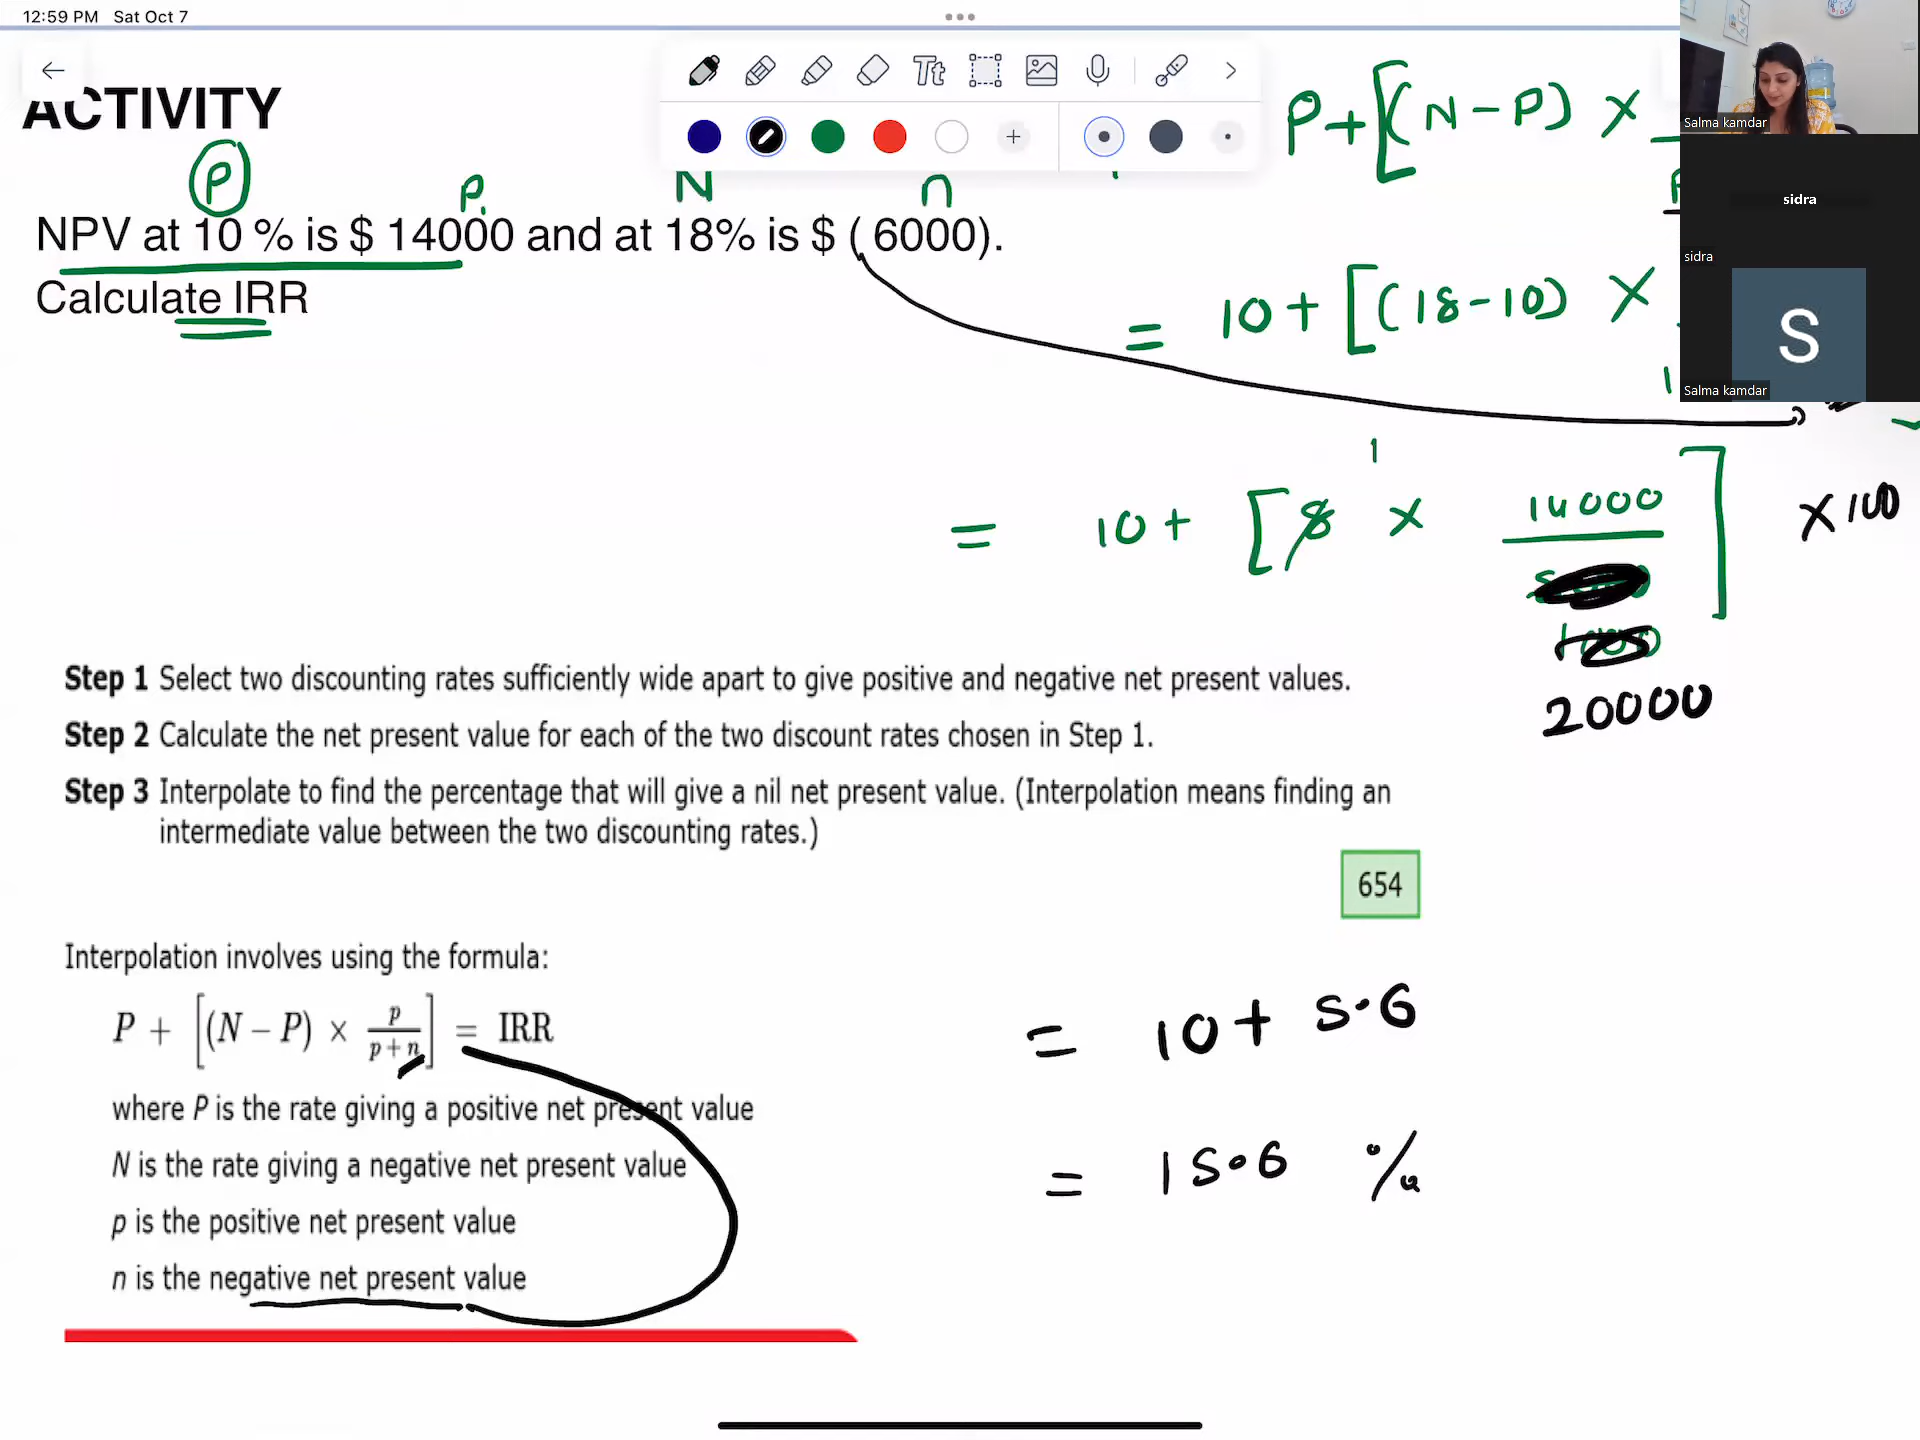 12:59 PM Sat Oct 7
Tt
ACTIVITY
P + [(N - P) ×
Salma kamdar
P
p.
N
n
sidra
NPV at 10 % is $ 14000 and at 18% is $ ( 6000).
sidra
Calculate IRR
= 10 + [(18 - 10) ×
S
Salma kamdar
1
= 10 + [8 × 14000 ] × 100
20000
Step 1 Select two discounting rates sufficiently wide apart to give positive and negative net present values.
Step 2 Calculate the net present value for each of the two discount rates chosen in Step 1.
Step 3 Interpolate to find the percentage that will give a nil net present value. (Interpolation means finding an
intermediate value between the two discounting rates.)
654
Interpolation involves using the formula:
P + [(N – P) × p / p + n] = IRR
= 10 + 5.6
where P is the rate giving a positive net present value
N is the rate giving a negative net present value
= 15.6 %
p is the positive net present value
n is the negative net present value